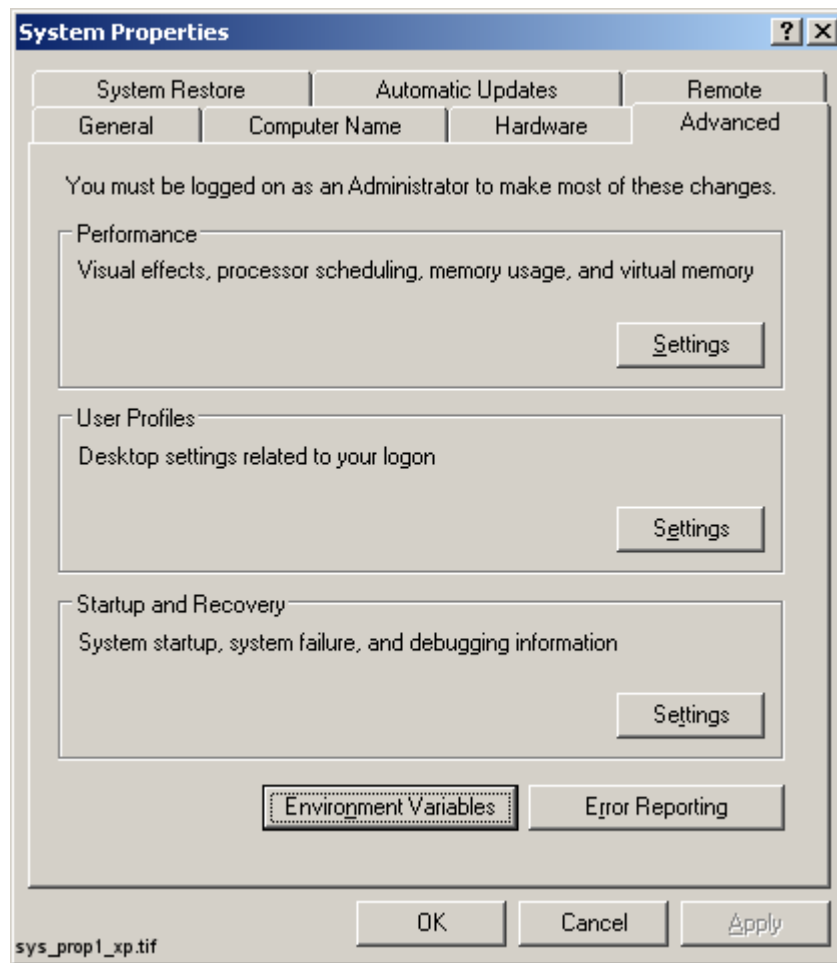 System Properties
System Restore
Automatic Updates
Remote
General
Computer Name
Hardware
Advanced
You must be logged on as an Administrator to make most of these changes.
Performance
Visual effects, processor scheduling, memory usage, and virtual memory
Settings
User Profiles
Desktop settings related to your logon
Settings
Startup and Recovery
System startup, system failure, and debugging information
Settings
Environment Variables
Error Reporting
OK
Cancel
Apply
sys_prop1_xp.tif